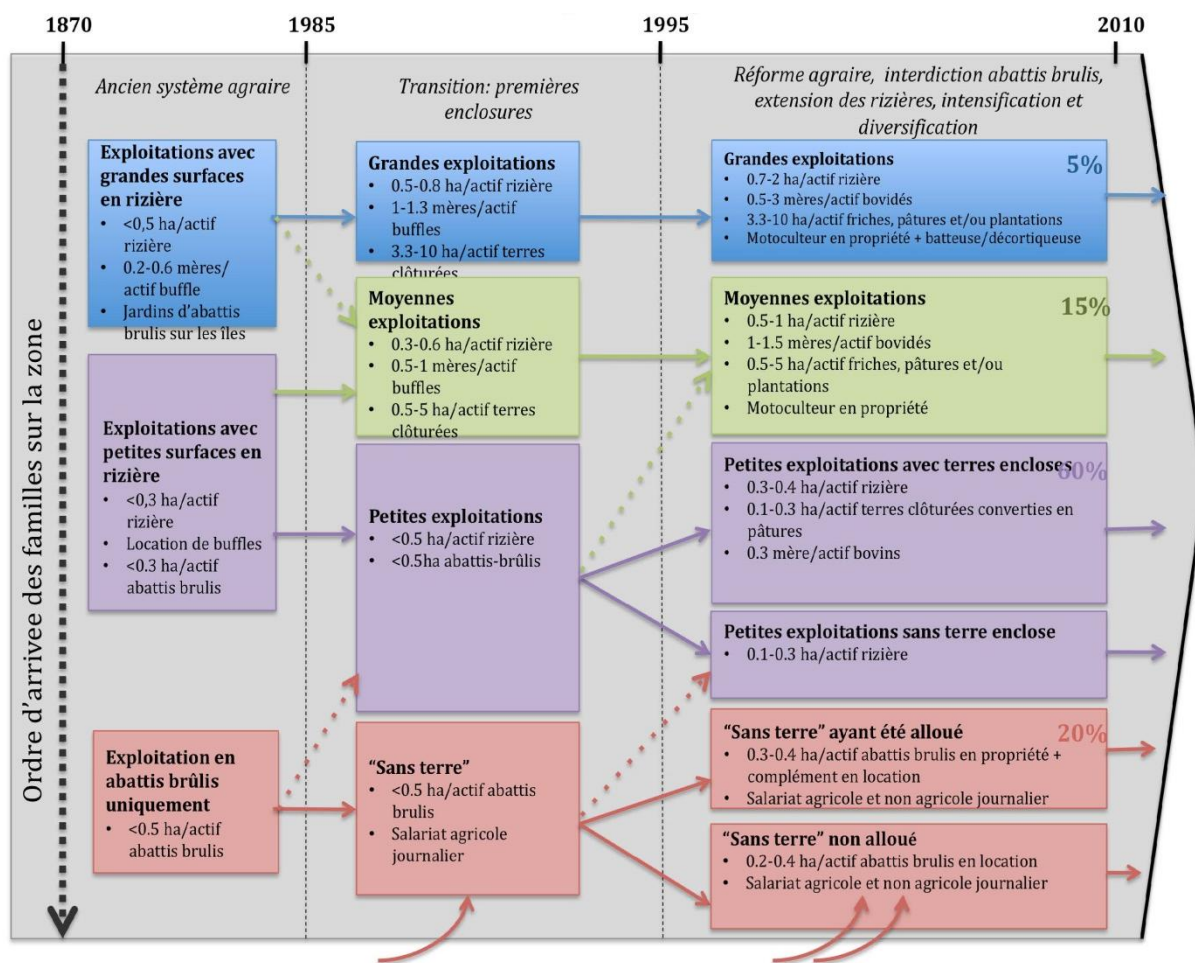 1870
1985
1995
2010
Ordre d'arrivee des familles sur la zone
Ancien système agraire
Exploitations avec
grandes surfaces
en rizière
• <0,5 ha/actif
rizière
• 0.2-0.6 mères/
actif buffle
• Jardins d'abattis
brulis sur les îles
Exploitations avec
petites surfaces en
rizière
• <0,3 ha/actif
rizière
• Location de buffles
• <0.3 ha/actif
abattis brulis
Exploitation en
abattis brûlis
uniquement
• <0.5 ha/actif
abattis brulis
Transition: premières
enclosures
Grandes exploitations
• 0.5-0.8 ha/actif rizière
• 1-1.3 mères/actif
buffles
• 3.3-10 ha/actif terres
clôturées
Moyennes
exploitations
• 0.3-0.6 ha/actif rizière
• 0.5-1 mères/actif
buffles
• 0.5-5 ha/actif terres
clôturées
Petites exploitations
• <0.5 ha/actif rizière
• <0.5ha abattis-brûlis
"Sans terre"
• <0.5 ha/actif abattis
brulis
• Salariat agricole
journalier
Réforme agraire, interdiction abattis brulis,
extension des rizières, intensification et
diversification
Grandes exploitations
5%
• 0.7-2 ha/actif rizière
• 0.5-3 mères/actif bovidés
• 3.3-10 ha/actif friches, pâtures et/ou plantations
• Motoculteur en propriété + batteuse/décortiqueuse
Moyennes exploitations
15%
• 0.5-1 ha/actif rizière
• 1-1.5 mères/actif bovidés
• 0.5-5 ha/actif friches, pâtures et/ou
plantations
• Motoculteur en propriété
Petites exploitations avec terres encloses
60%
• 0.3-0.4 ha/actif rizière
• 0.1-0.3 ha/actif terres clôturées converties en
pâtures
• 0.3 mère/actif bovins
Petites exploitations sans terre enclose
• 0.1-0.3 ha/actif rizière
"Sans terre" ayant été alloué
20%
• 0.3-0.4 ha/actif abattis brulis en propriété +
complément en location
• Salariat agricole et non agricole journalier
"Sans terre" non alloué
• 0.2-0.4 ha/actif abattis brulis en location
• Salariat agricole et non agricole journalier